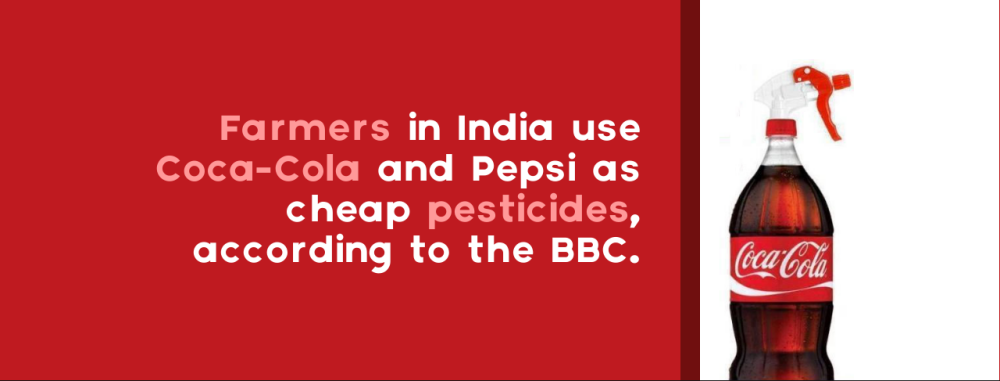 Farmers in India use
Coca-Cola and Pepsi as
cheap pesticides,
according to the BBC.
Coca-Cola